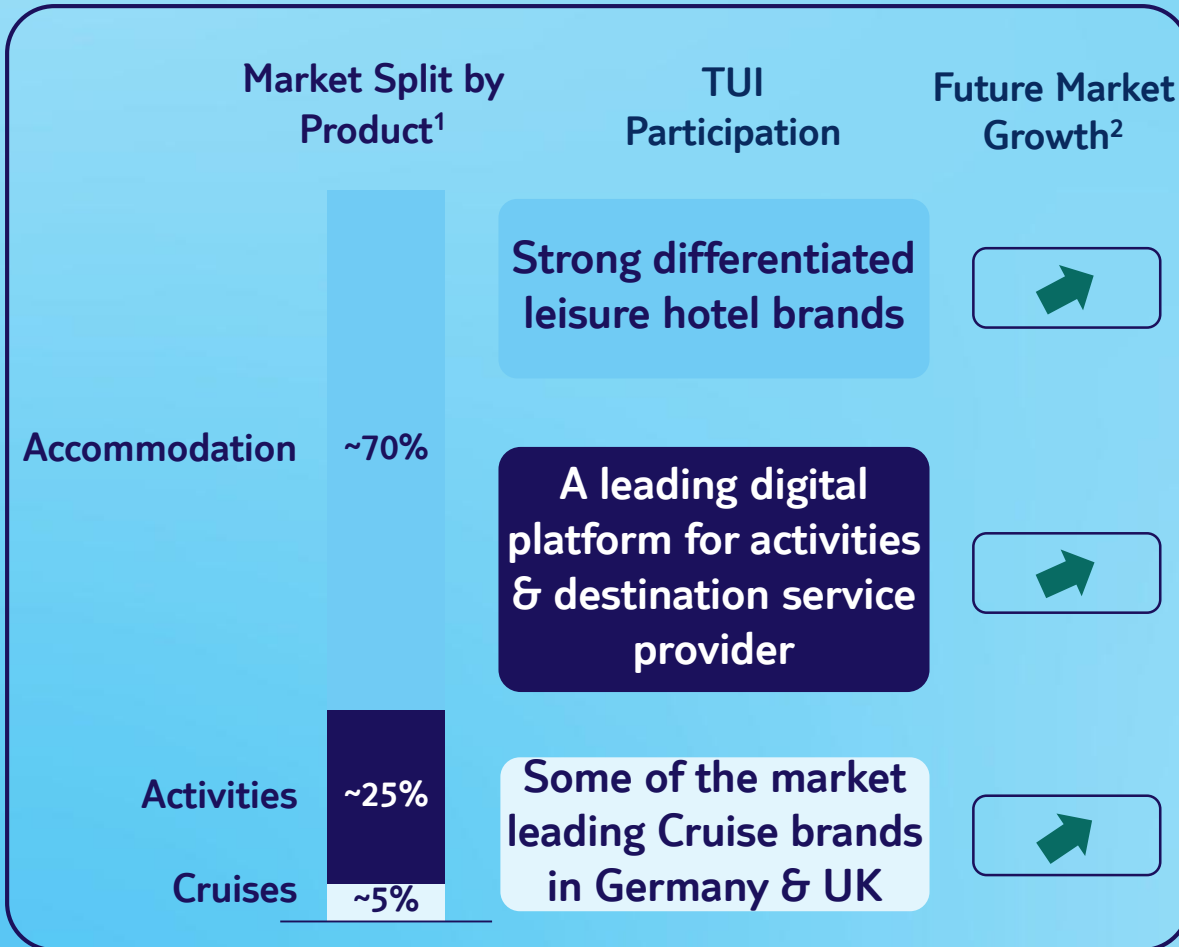 Market Split by
Product¹
TUI
Participation
Future Market
Growth²
Strong differentiated
leisure hotel brands
Accommodation
~70%
A leading digital
platform for activities
& destination service
provider
Activities
~25%
Some of the market
leading Cruise brands
in Germany & UK
Cruises
~5%